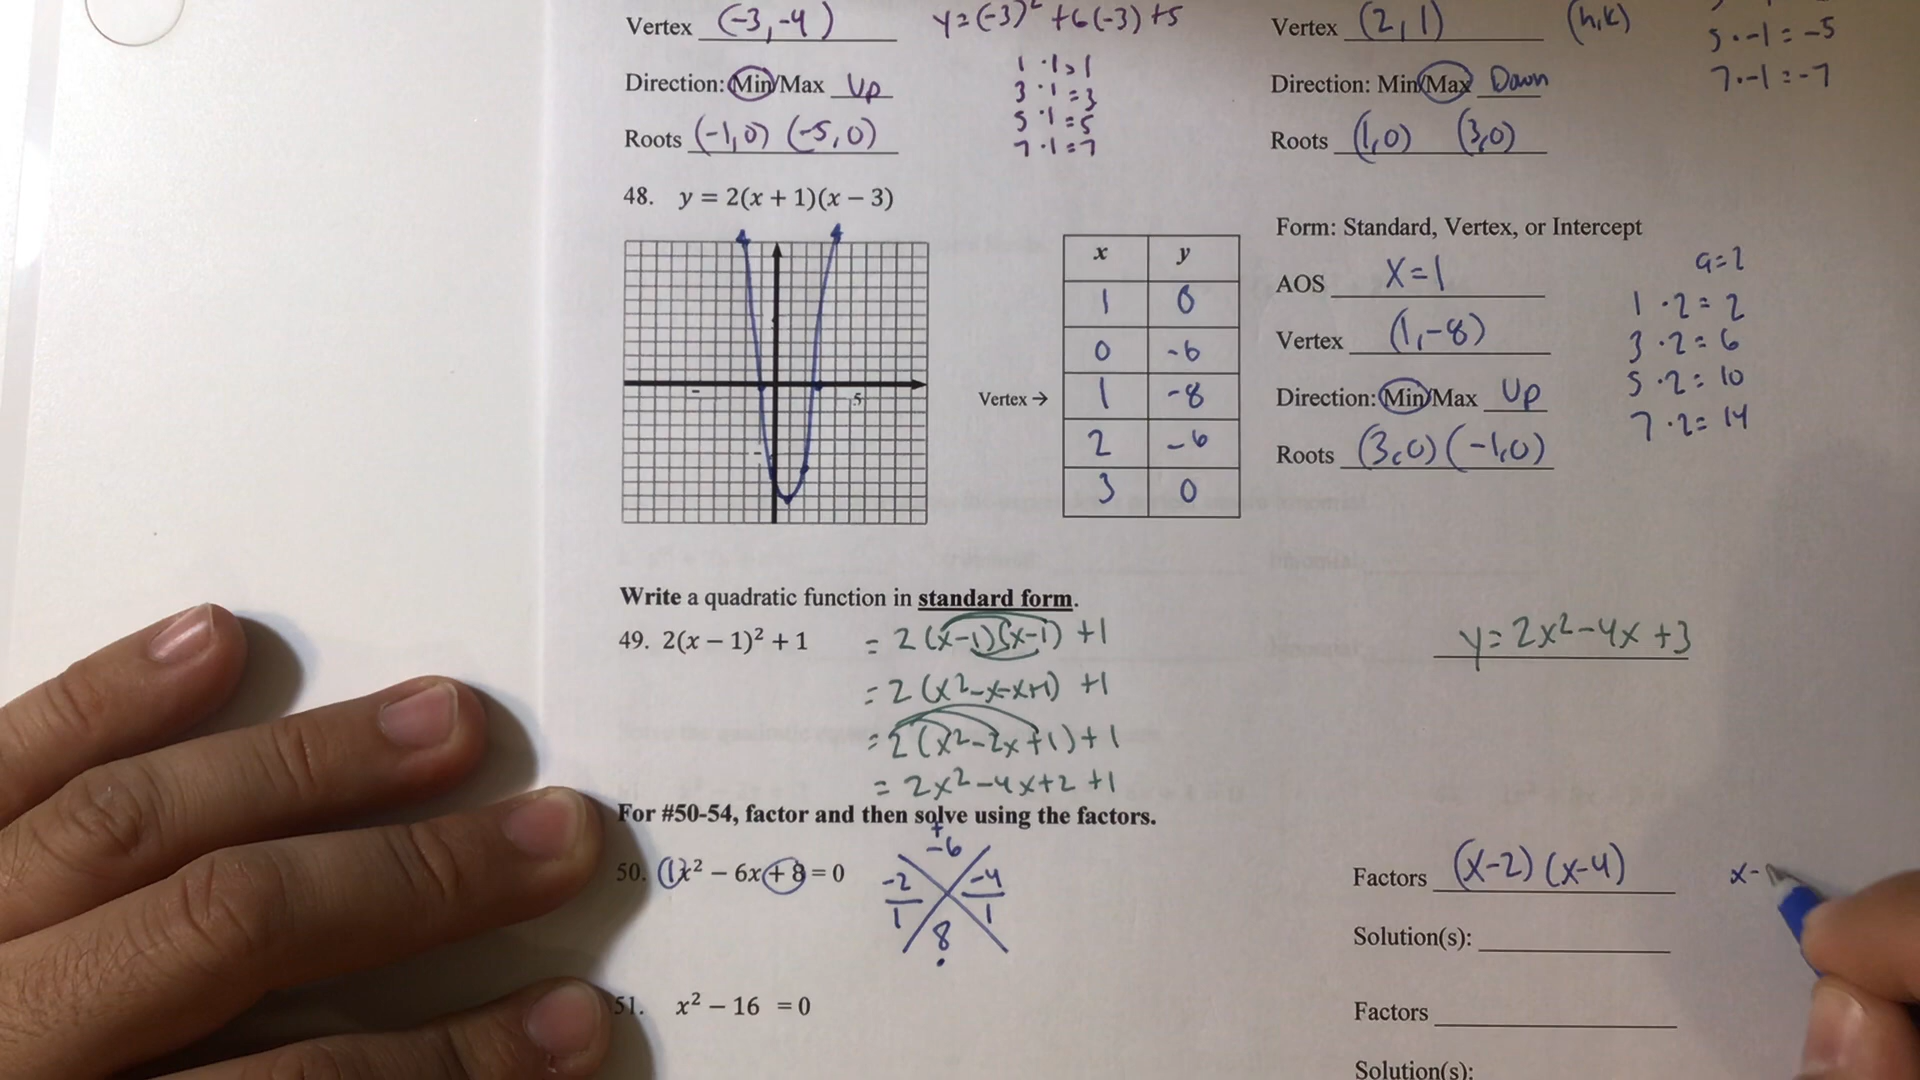 Vertex (-3,-4) y=(-3)² +6(-3)+5 Vertex (2,1) (h,k) 5·-1=-5
7·-1=-7
Direction: Min/Max Up Direction: Min/Max Down
1·1=1
3·1=3
5·1=5
7·1=7
Roots (-1,0) (-5,0) Roots (1,0) (3,0)
48. y = 2(x + 1)(x − 3)
5
x y
1 0
0 -6
Vertex → 1 -8
2 -6
3 0
Form: Standard, Vertex, or Intercept
AOS x=1
Vertex (1,-8)
Direction: Min/Max Up
Roots (3,0)(-1,0)
a=2
1·2=2
3·2=6
5·2=10
7·2=14
Write a quadratic function in standard form.
49. 2(x − 1)² + 1 = 2(x-1)(x-1)+1 y=2x²-4x+3
= 2(x²-x-x+1) +1
= 2(x²-2x+1)+1
= 2x²-4x+2+1
For #50-54, factor and then solve using the factors.
50. (1)x² − 6x + 8 = 0 Factors (x-2)(x-4) x-
+
-6
-2 -4
1 1
8
·
Solution(s):
51. x² − 16 = 0 Factors
Solution(s):